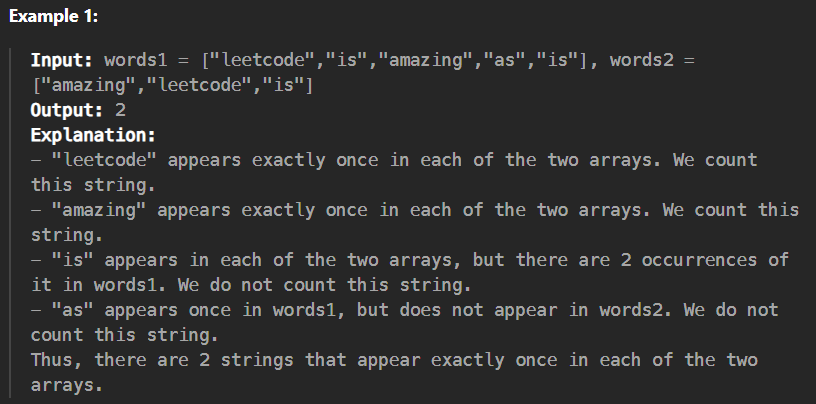 Example 1:
Input: words1 = ["leetcode","is","amazing","as","is"], words2 =
["amazing","leetcode","is"]
Output: 2
Explanation:
- "leetcode" appears exactly once in each of the two arrays. We count
this string.
- "amazing" appears exactly once in each of the two arrays. We count this
string.
- "is" appears in each of the two arrays, but there are 2 occurrences of
it in words1. We do not count this string.
- "as" appears once in words1, but does not appear in words2. We do not
count this string.
Thus, there are 2 strings that appear exactly once in each of the two
arrays.